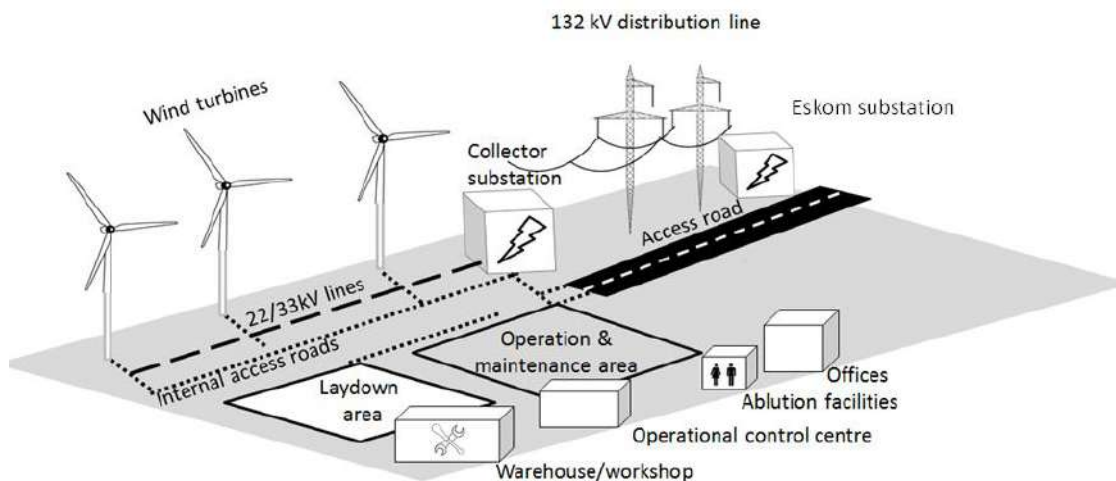 132 kV distribution line
Wind turbines
Eskom substation
Collector
substation
Access road
22/33kV lines
Internal access roads
Operation &
maintenance area
Laydown
area
Offices
Ablution facilities
Operational control centre
Warehouse/workshop